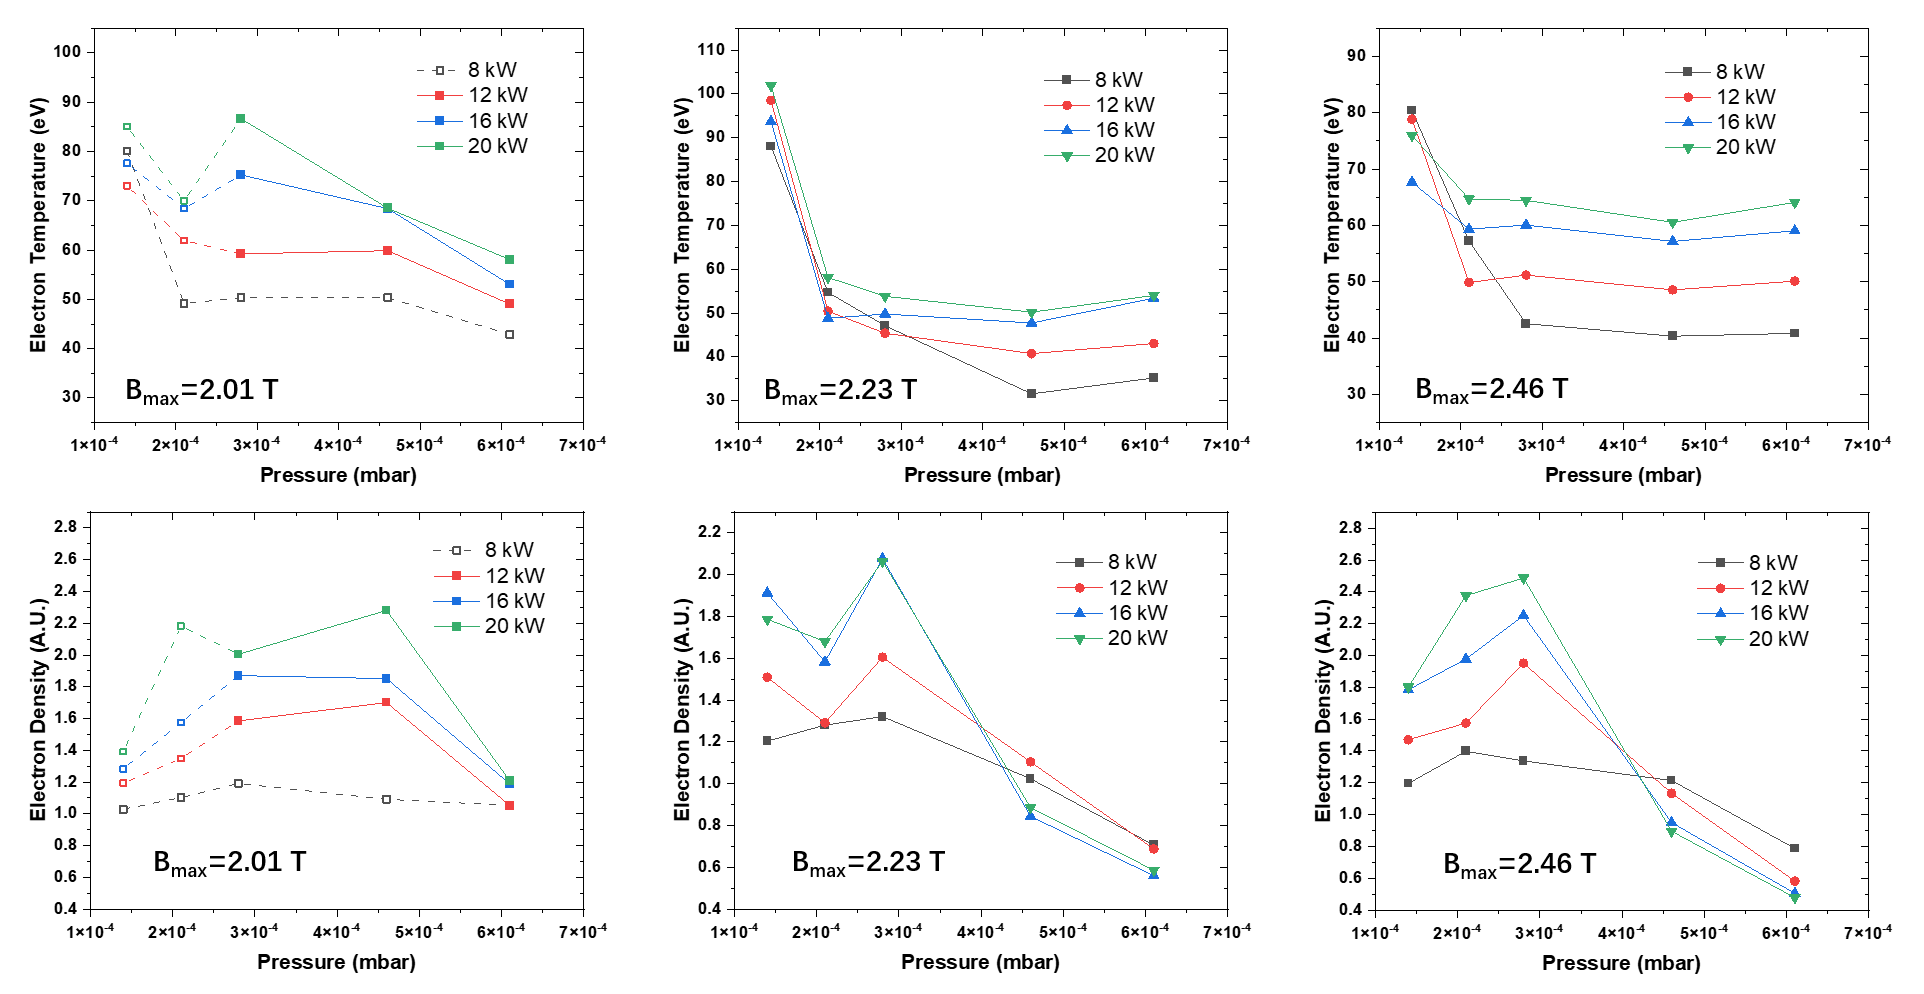 Electron Temperature (eV)
100
90
80
70
60
50
40
30
8 kW
12 kW
16 kW
20 kW
Bmax=2.01 T
1×10-4 2×10-4 3×10-4 4×10-4 5×10-4 6×10-4 7×10-4
Pressure (mbar)
Electron Temperature (eV)
110
100
90
80
70
60
50
40
30
8 kW
12 kW
16 kW
20 kW
Bmax=2.23 T
1×10-4 2×10-4 3×10-4 4×10-4 5×10-4 6×10-4 7×10-4
Pressure (mbar)
Electron Temperature (eV)
90
80
70
60
50
40
30
8 kW
12 kW
16 kW
20 kW
Bmax=2.46 T
1×10-4 2×10-4 3×10-4 4×10-4 5×10-4 6×10-4 7×10-4
Pressure (mbar)
Electron Density (A.U.)
2.8
2.6
2.4
2.2
2.0
1.8
1.6
1.4
1.2
1.0
0.8
0.6
0.4
8 kW
12 kW
16 kW
20 kW
Bmax=2.01 T
1×10-4 2×10-4 3×10-4 4×10-4 5×10-4 6×10-4 7×10-4
Pressure (mbar)
Electron Density (A.U.)
2.2
2.0
1.8
1.6
1.4
1.2
1.0
0.8
0.6
0.4
8 kW
12 kW
16 kW
20 kW
Bmax=2.23 T
1×10-4 2×10-4 3×10-4 4×10-4 5×10-4 6×10-4 7×10-4
Pressure (mbar)
Electron Density (A.U.)
2.8
2.6
2.4
2.2
2.0
1.8
1.6
1.4
1.2
1.0
0.8
0.6
0.4
8 kW
12 kW
16 kW
20 kW
Bmax=2.46 T
1×10-4 2×10-4 3×10-4 4×10-4 5×10-4 6×10-4 7×10-4
Pressure (mbar)